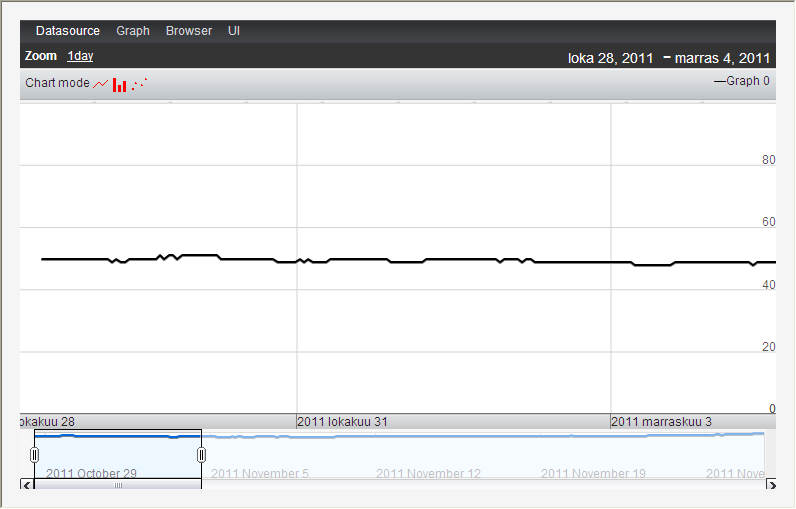 Datasource Graph Browser UI
Zoom 1day loka 28, 2011 – marras 4, 2011
Chart mode Graph 0
80
60
40
20
0
lokakuu 28 2011 lokakuu 31 2011 marraskuu 3
2011 October 29 2011 November 5 2011 November 12 2011 November 19 2011 Nove